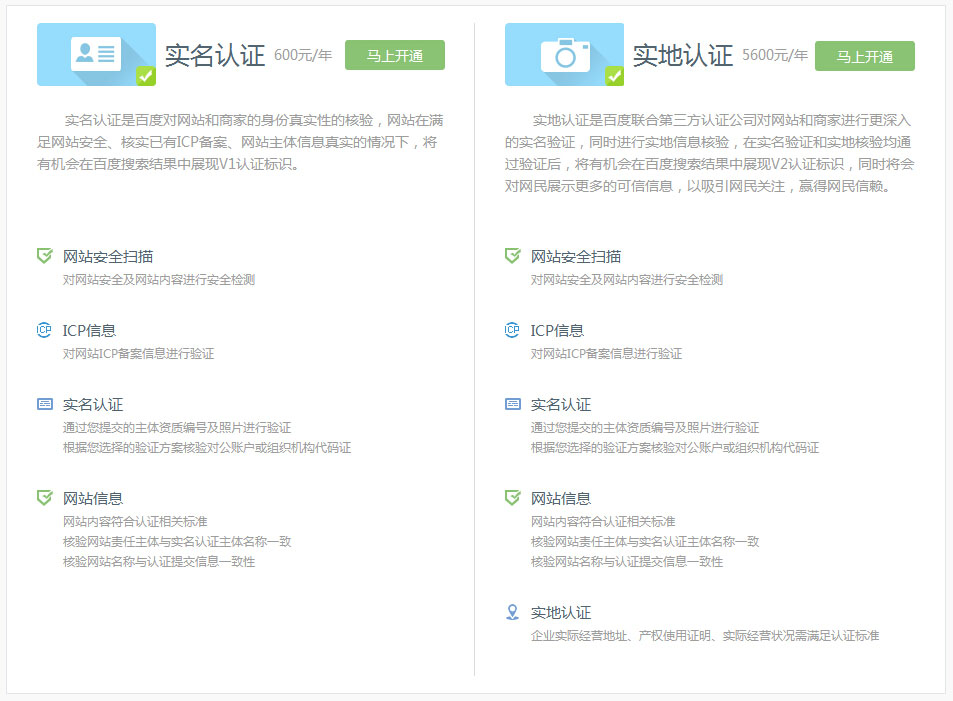 实名认证 600元/年 马上开通
实名认证是百度对网站和商家的身份真实性的核验，网站在满
足网站安全、核实已有ICP备案、网站主体信息真实的情况下，将
有机会在百度搜索结果中展现V1认证标识。
网站安全扫描
对网站安全及网站内容进行安全检测
ICP
ICP信息
对网站ICP备案信息进行验证
实名认证
通过您提交的主体资质编号及照片进行验证
根据您选择的验证方案核验对公账户或组织机构代码证
网站信息
网站内容符合认证相关标准
核验网站责任主体与实名认证主体名称一致
核验网站名称与认证提交信息一致性
实地认证 5600元/年 马上开通
实地认证是百度联合第三方认证公司对网站和商家进行更深入
的实名验证，同时进行实地信息核验，在实名验证和实地核验均通
过验证后，将有机会在百度搜索结果中展现V2认证标识，同时将会
对网民展示更多的可信信息，以吸引网民关注，赢得网民信赖。
网站安全扫描
对网站安全及网站内容进行安全检测
ICP
ICP信息
对网站ICP备案信息进行验证
实名认证
通过您提交的主体资质编号及照片进行验证
根据您选择的验证方案核验对公账户或组织机构代码证
网站信息
网站内容符合认证相关标准
核验网站责任主体与实名认证主体名称一致
核验网站名称与认证提交信息一致性
实地认证
企业实际经营地址、产权使用证明、实际经营状况需满足认证标准